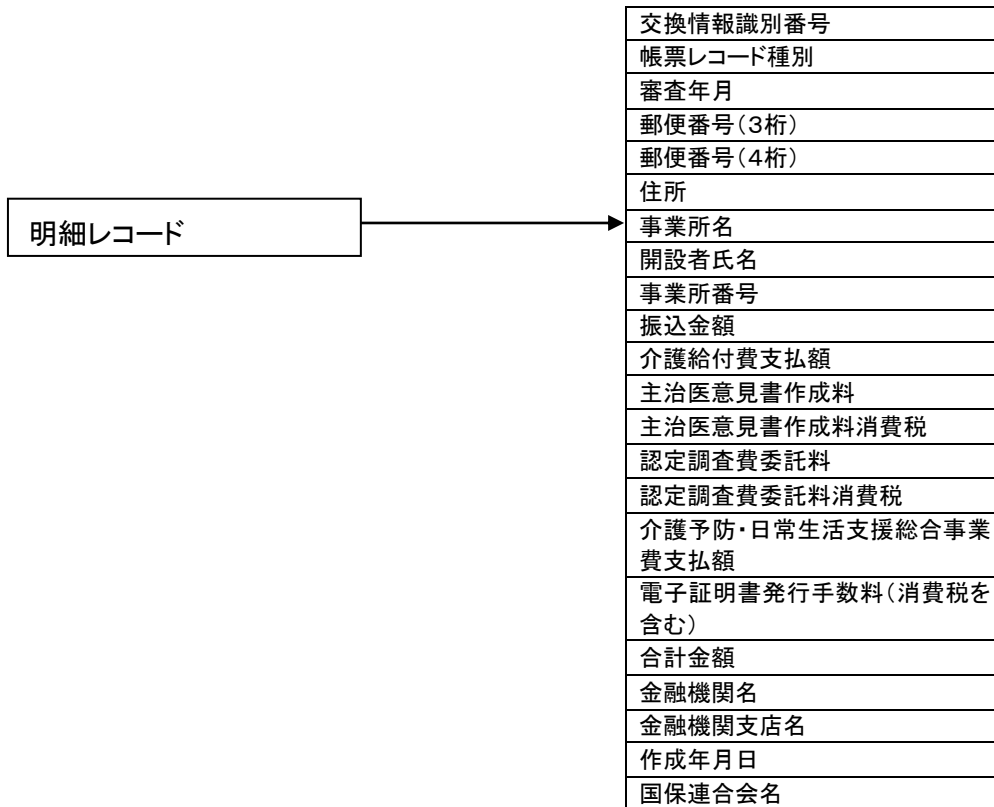 交換情報識別番号
帳票レコード種別
審査年月
郵便番号(3桁)
郵便番号(4桁)
住所
明細レコード
事業所名
開設者氏名
事業所番号
振込金額
介護給付費支払額
主治医意見書作成料
主治医意見書作成料消費税
認定調査費委託料
認定調査費委託料消費税
介護予防・日常生活支援総合事業
費支払額
電子証明書発行手数料(消費税を
含む)
合計金額
金融機関名
金融機関支店名
作成年月日
国保連合会名